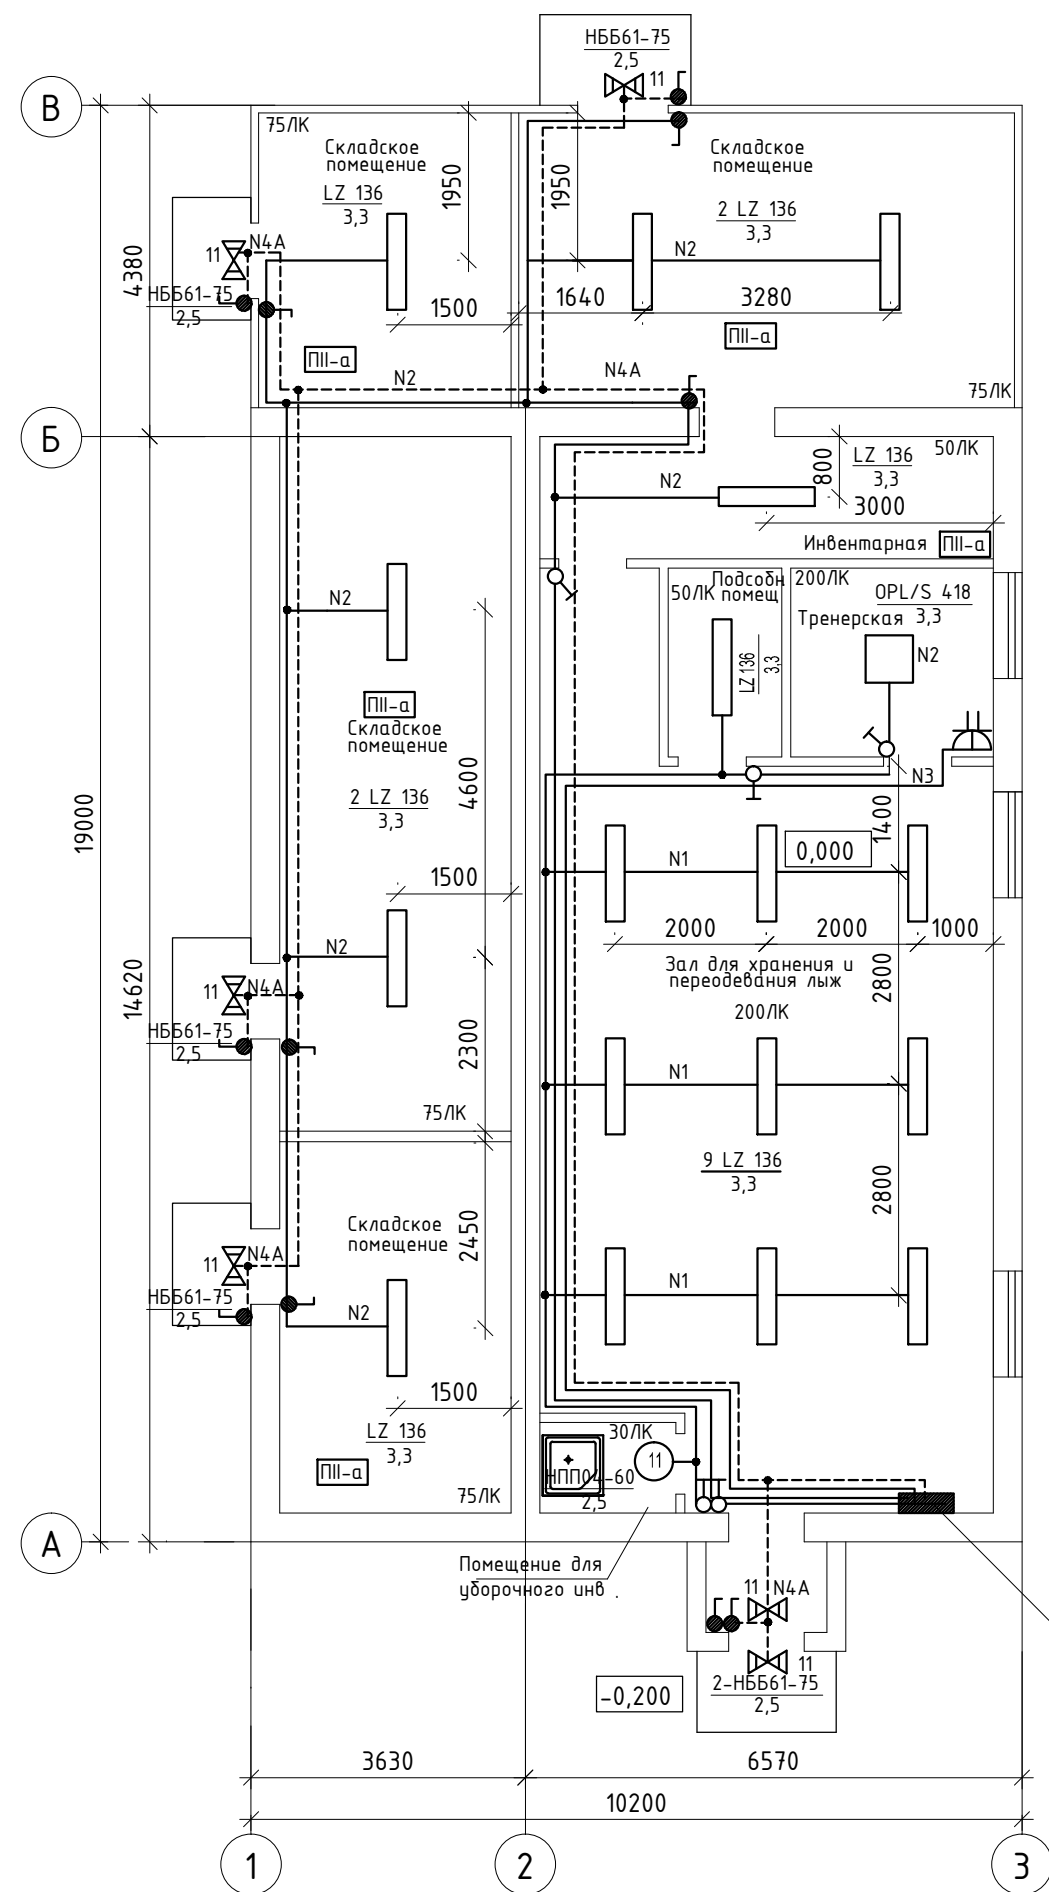 НББ61-75
2,5
11
В
75ЛК
Складское
помещение
LZ 136
3,3
1950
1950
Складское
помещение
2 LZ 136
3,3
N4А
11
НББ61-75
2,5
4380
1500
N2
1640
3280
ПII-а
ПII-а
N2
N4А
75ЛК
Б
50ЛК
LZ 136
3,3
800
N2
3000
Инвентарная
ПII-а
Подсобн
помещ
50ЛК
200ЛК
OPL/S 418
3,3
Тренерская
N2
LZ 136
3,3
N2
ПII-а
Складское
помещение
2 LZ 136
3,3
4600
N3
1400
19000
0,000
N1
1500
2000
2000
1000
N2
Зал для хранения и
переодевания лыж
200ЛК
2800
14620
11
N4А
НББ61-75
2,5
2300
N1
75ЛК
9 LZ 136
3,3
2800
Складское
помещение
2450
11
N4А
НББ61-75
2,5
N2
N1
1500
LZ 136
3,3
ПII-а
75ЛК
30ЛК
11
НПП04-60
2,5
А
Помещение для
уборочного инв .
11
N4А
11
2-НББ61-75
2,5
-0,200
3630
6570
10200
1
2
3